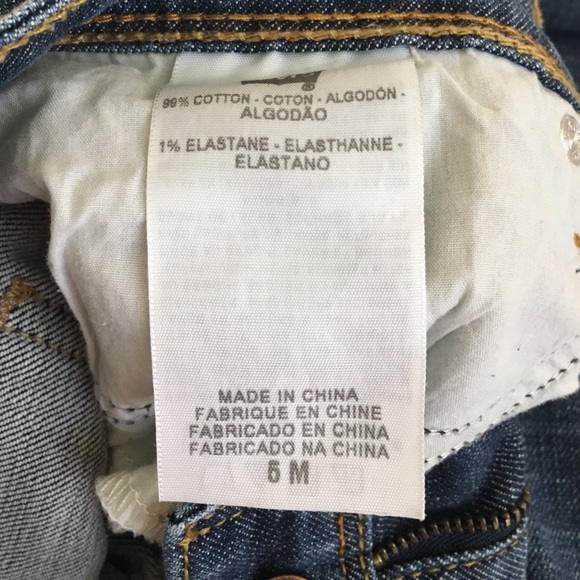 ®
99% COTTON - COTON - ALGODÓN -
ALGODÃO
1% ELASTANE - ELASTHANNE -
ELASTANO
MADE IN CHINA
FABRIQUE EN CHINE
FABRICADO EN CHINA
FABRICADO NA CHINA
6 M